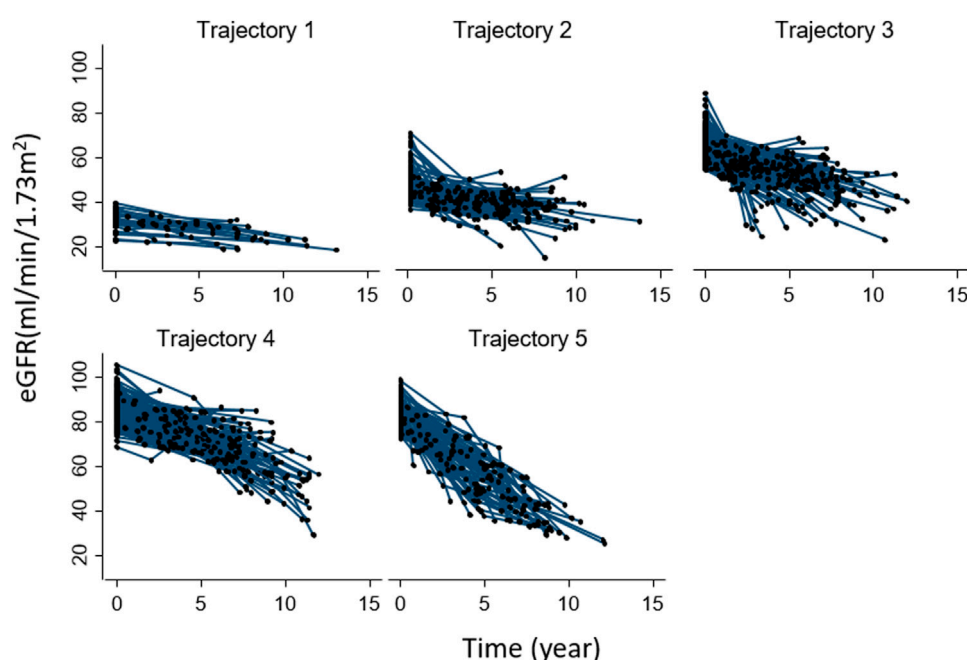 Trajectory 1 Trajectory 2 Trajectory 3
100
80
60
40
20
0 5 10 15 0 5 10 15 0 5 10 15
eGFR(ml/min/1.73m²)
Trajectory 4 Trajectory 5
100
80
60
40
20
0 5 10 15 0 5 10 15
Time (year)